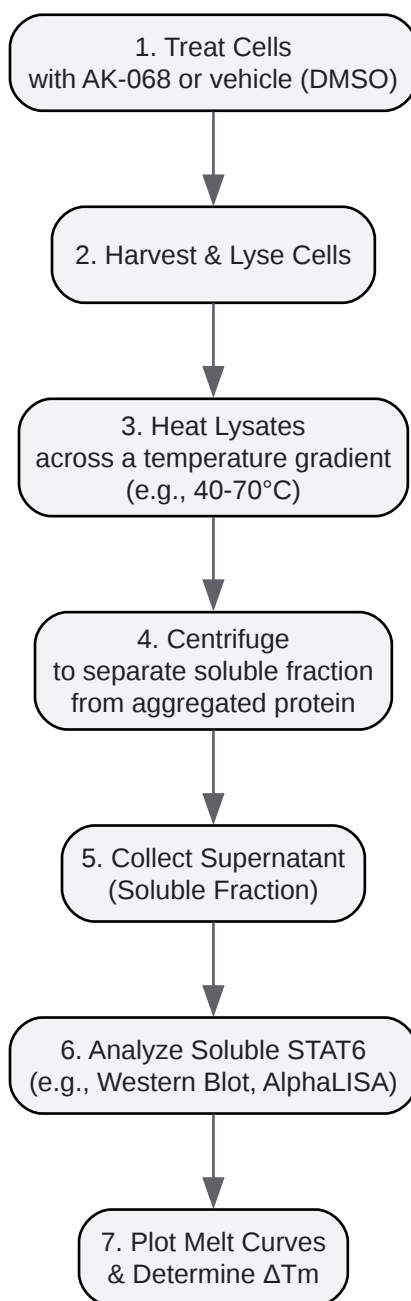 1. Treat Cells
with AK-068 or vehicle (DMSO)
2. Harvest & Lyse Cells
3. Heat Lysates
across a temperature gradient
(e.g., 40-70°C)
4. Centrifuge
to separate soluble fraction
from aggregated protein
5. Collect Supernatant
(Soluble Fraction)
6. Analyze Soluble STAT6
(e.g., Western Blot, AlphaLISA)
7. Plot Melt Curves
& Determine ΔTm